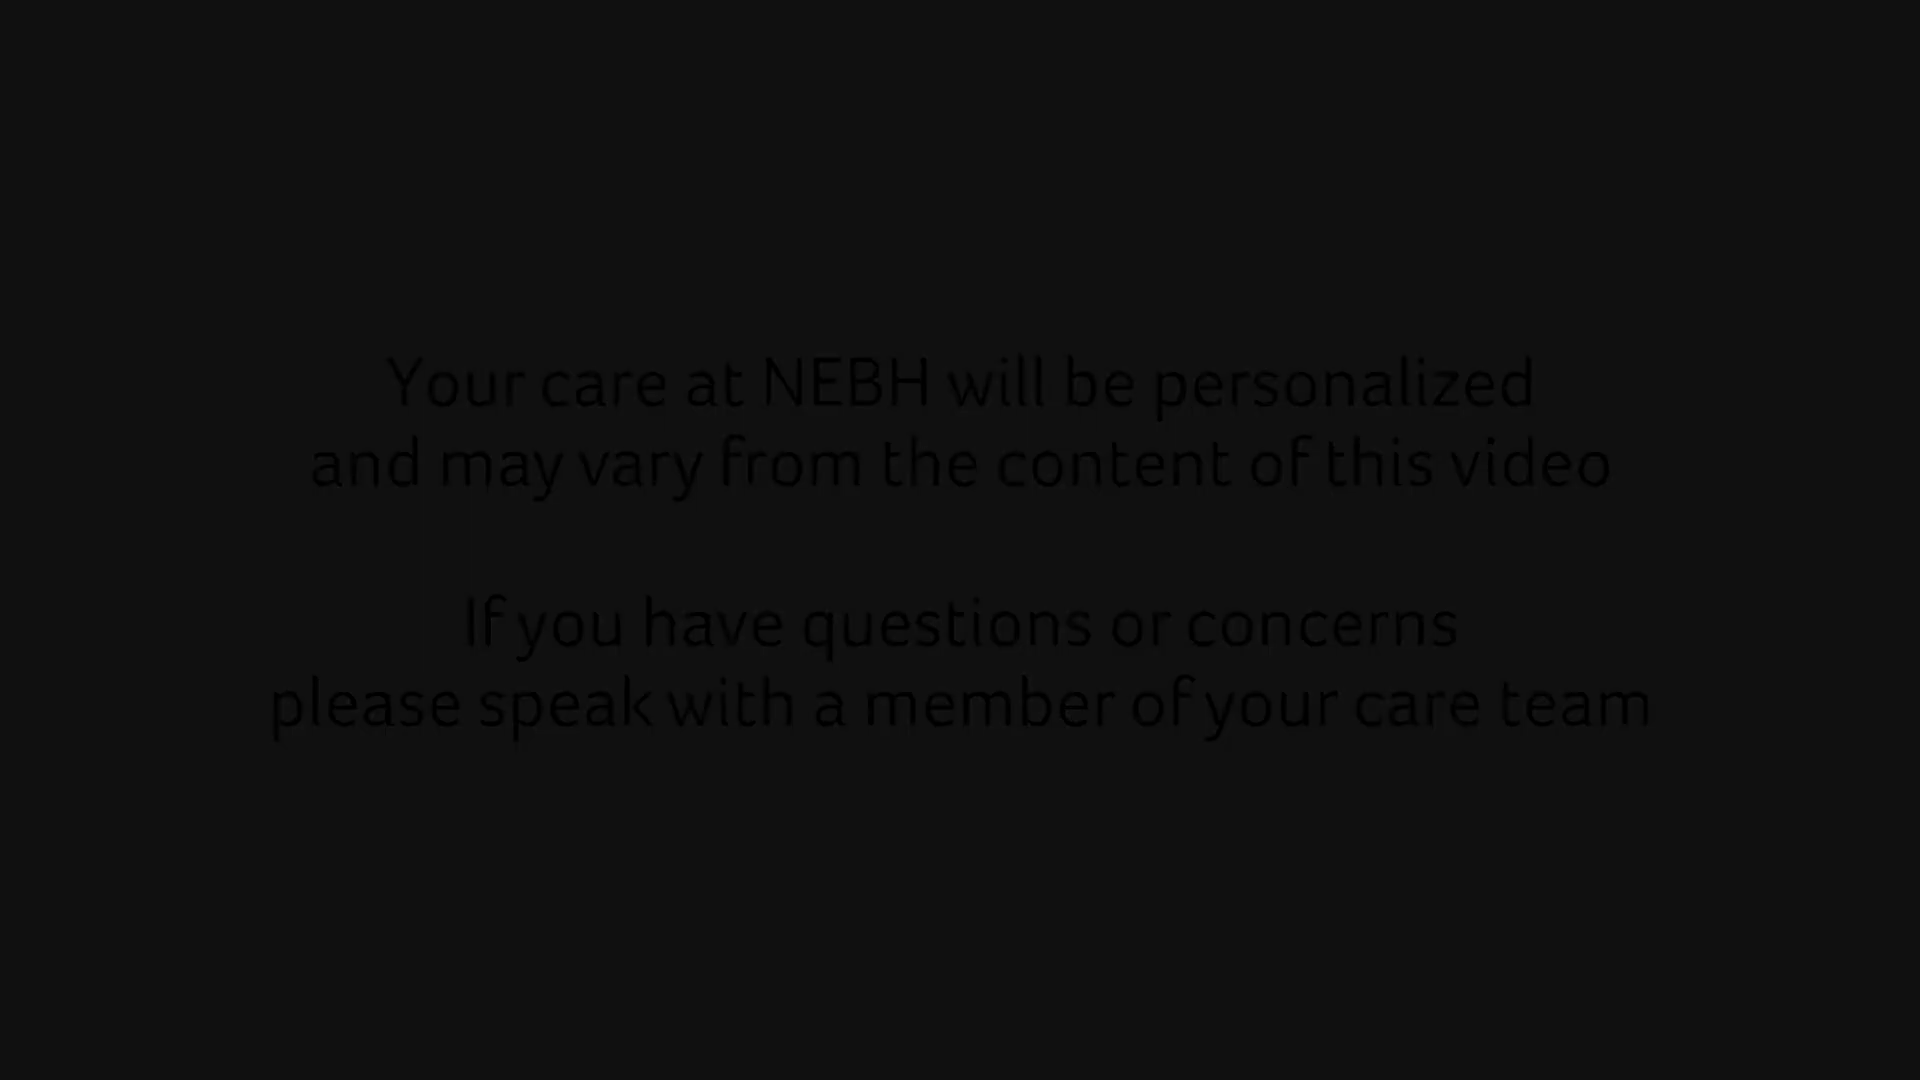 Your care at NEBH will be personalized
and may vary from the content of this video
If you have questions or concerns
please speak with a member of your care team